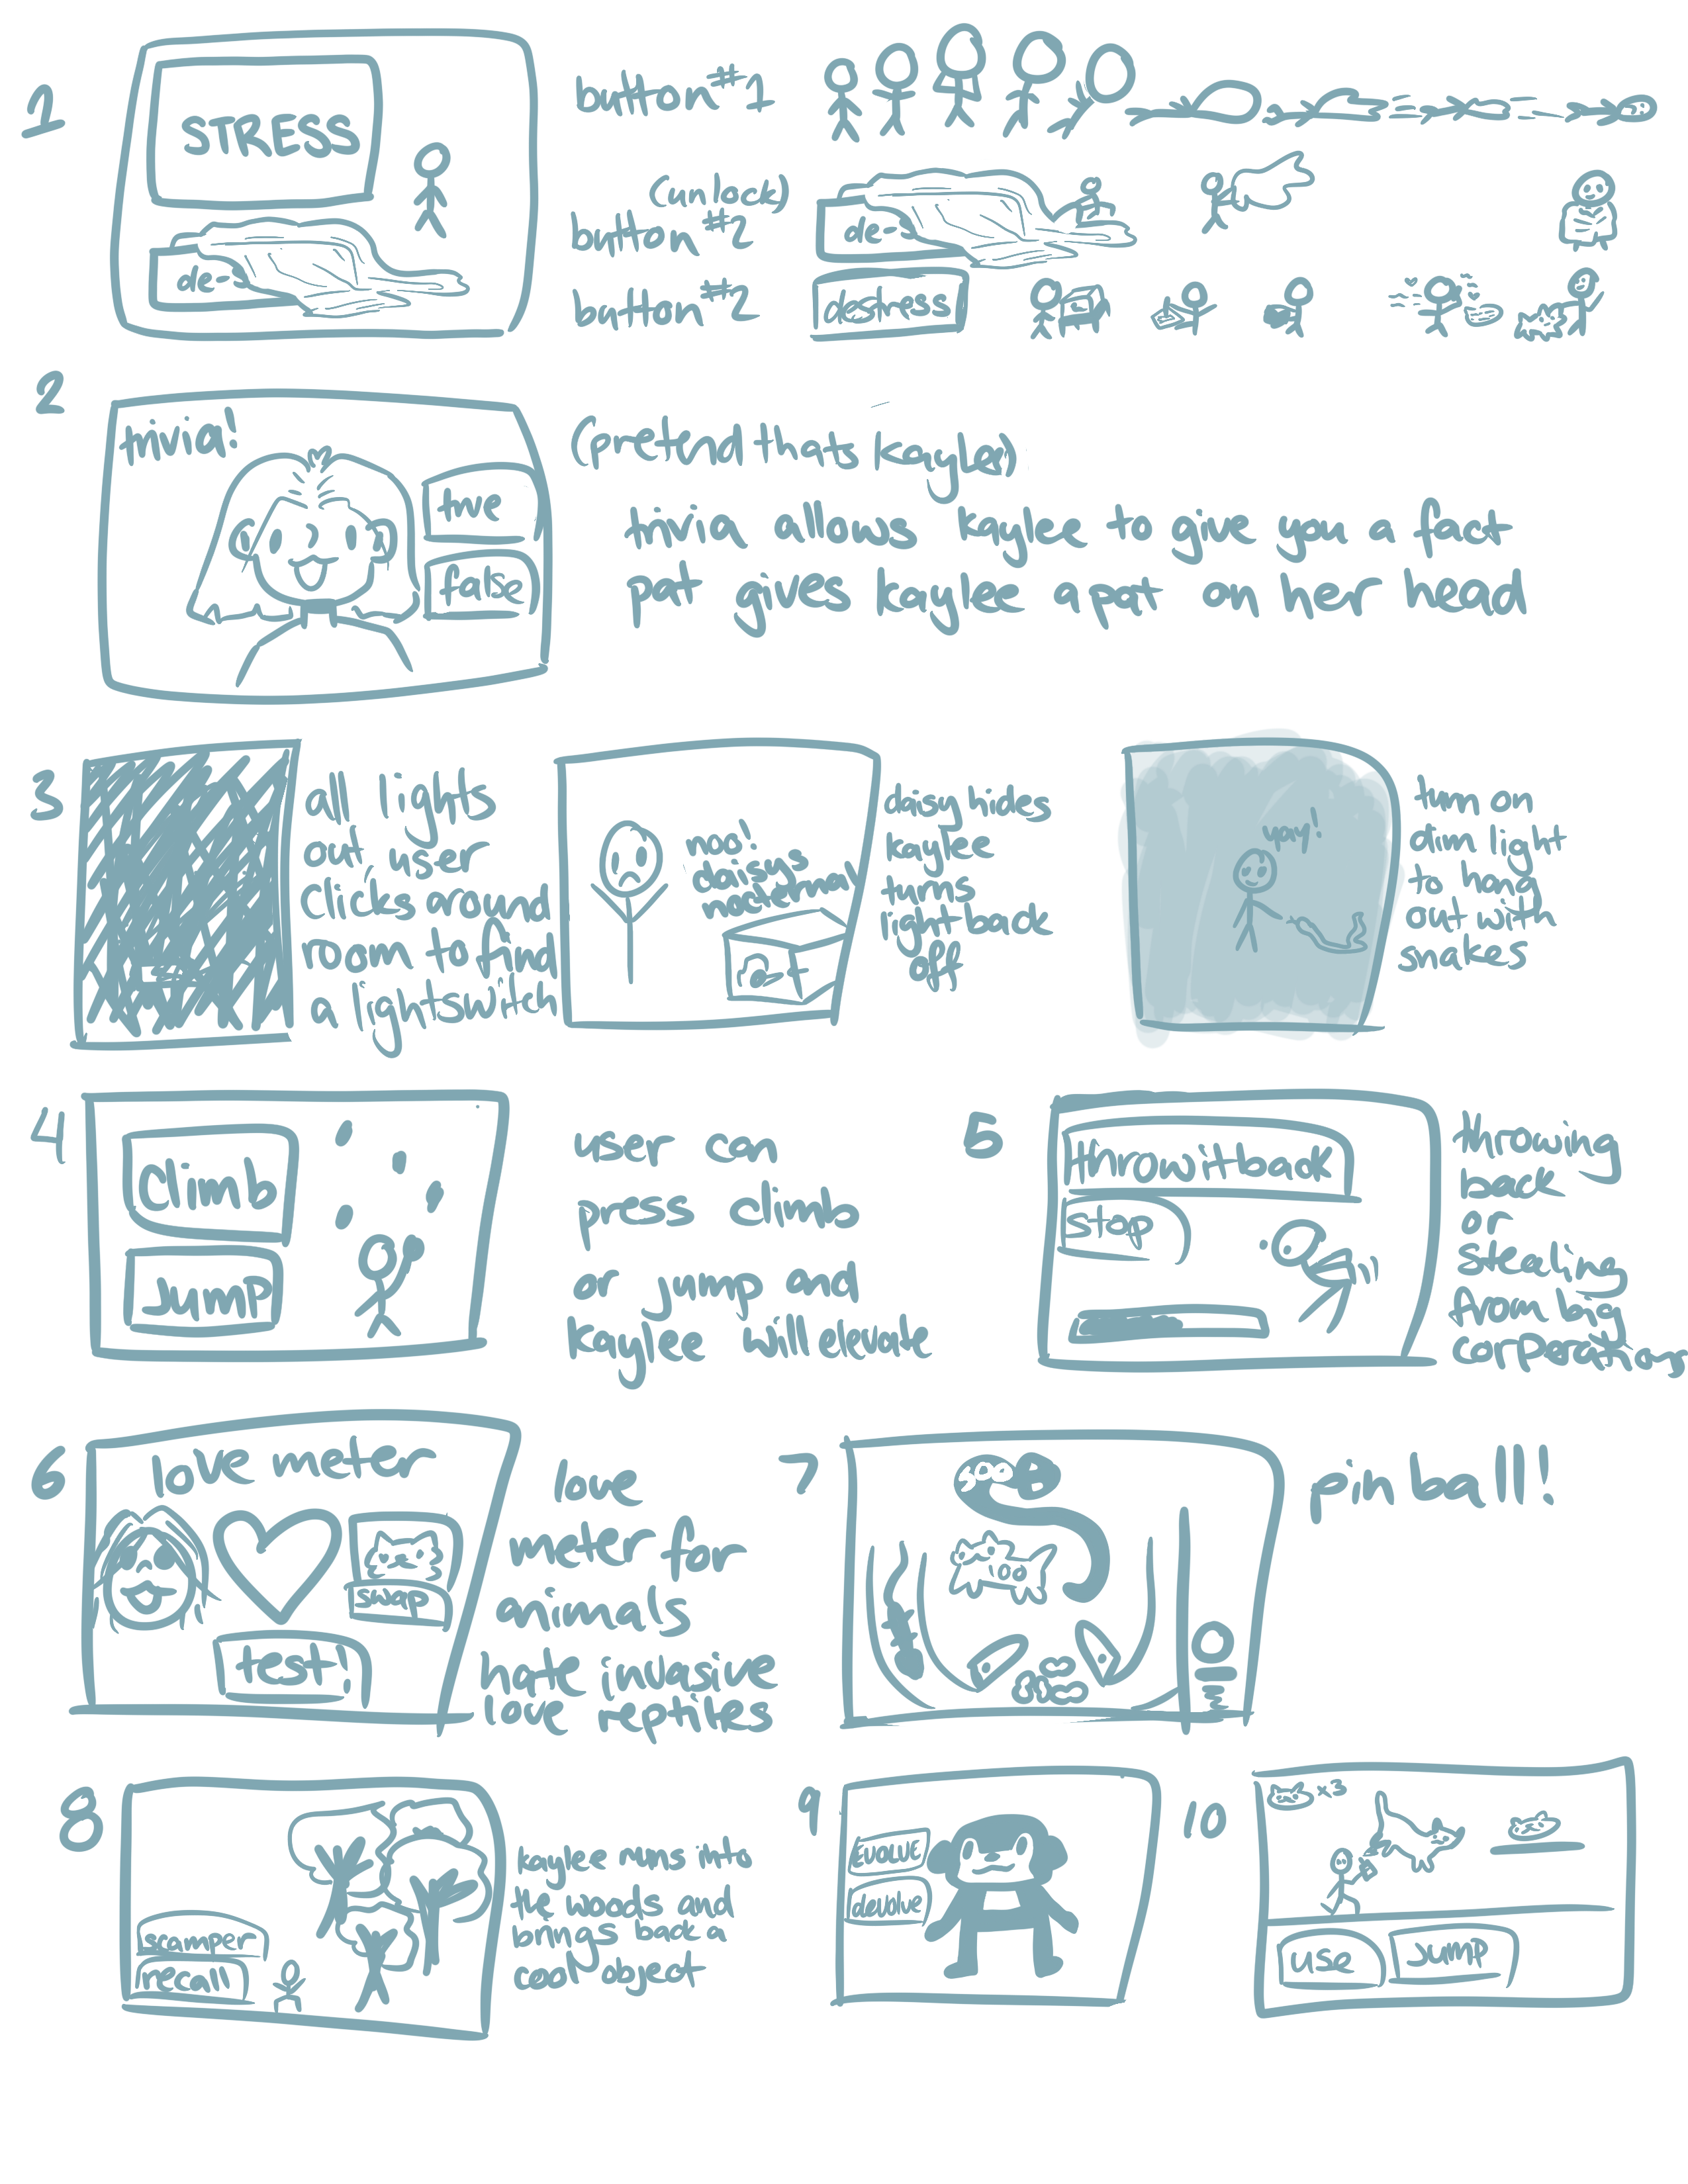 1
STRESS
de-s
button #1
(unlock)
button #2
de-s
button #2
destress
2
trivia!
true
false
(pretend thats kaylee)
trivia allows kaylee to give you a fact
pat gives kaylee a pat on her head
3
all lights
out, user
clicks around
room to find
a lightswitch
noo!
daisys
nocternal
daisy hides
kaylee
turns
light back
off
yay!
turn on
dim light
to hang
out with
snakes
4
Climb
Jump
user can
press climb
or jump and
kaylee will elevate
5
throwitback
stop
throwing
back
or
stealing
from big
corporations
6
love meter
swap
test!
love
meter for
animals
hate invasive
love reptiles
7
100
pinball!
8
scamper
recall
kaylee runs into
the woods and
brings back a
cool object
9
EVOLVE
devolve
10
x3
use
Jump